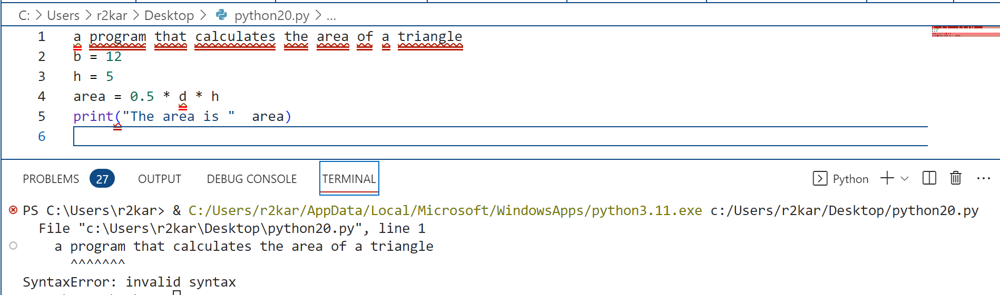 C: > Users > r2kar > Desktop > python20.py > ...
1 a program that calculates the area of a triangle
2 b = 12
3 h = 5
4 area = 0.5 * d * h
5 print("The area is "  area)
6
PROBLEMS 27 OUTPUT DEBUG CONSOLE TERMINAL Python
PS C:\Users\r2kar> & C:/Users/r2kar/AppData/Local/Microsoft/WindowsApps/python3.11.exe c:/Users/r2kar/Desktop/python20.py
  File "c:\Users\r2kar\Desktop\python20.py", line 1
    a program that calculates the area of a triangle
      ^^^^^^^
SyntaxError: invalid syntax